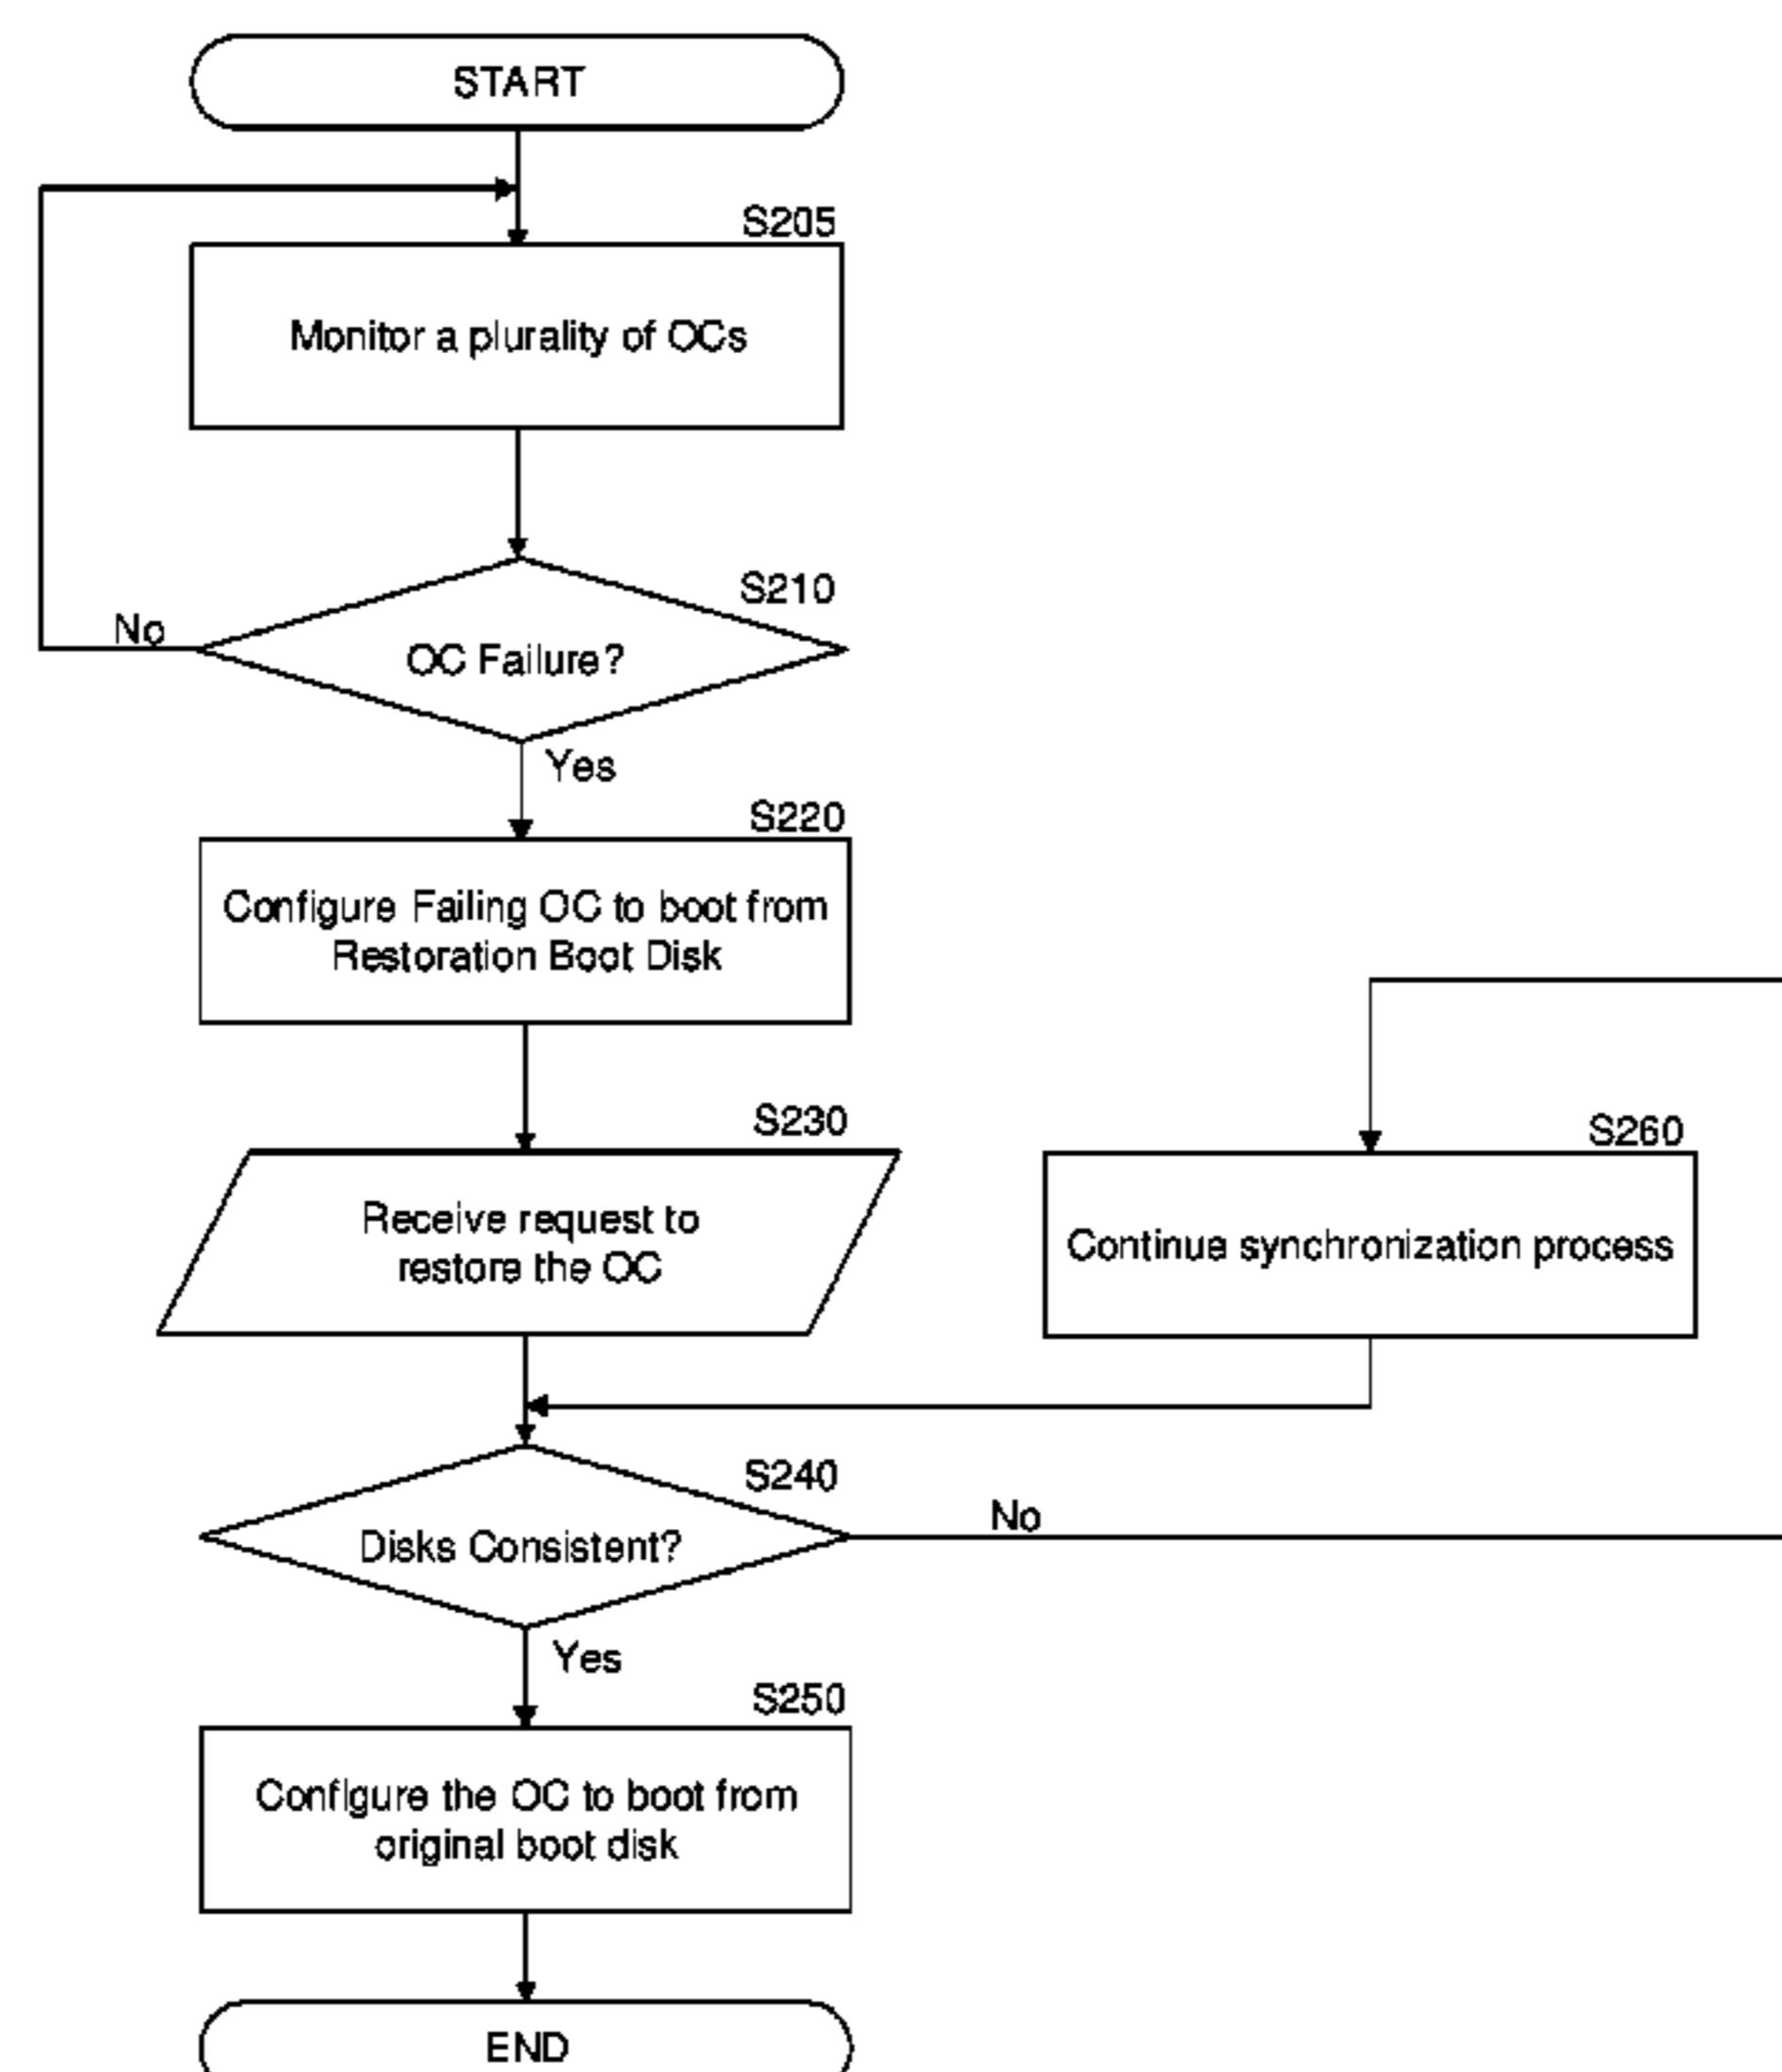 START
S205
Monitor a plurality of OCs
S210
No
OC Failure?
Yes
S220
Configure Failing OC to boot from
Restoration Boot Disk
S230
Receive request to
restore the OC
S260
Continue synchronization process
S240
Disks Consistent?
No
Yes
S250
Configure the OC to boot from
original boot disk
END